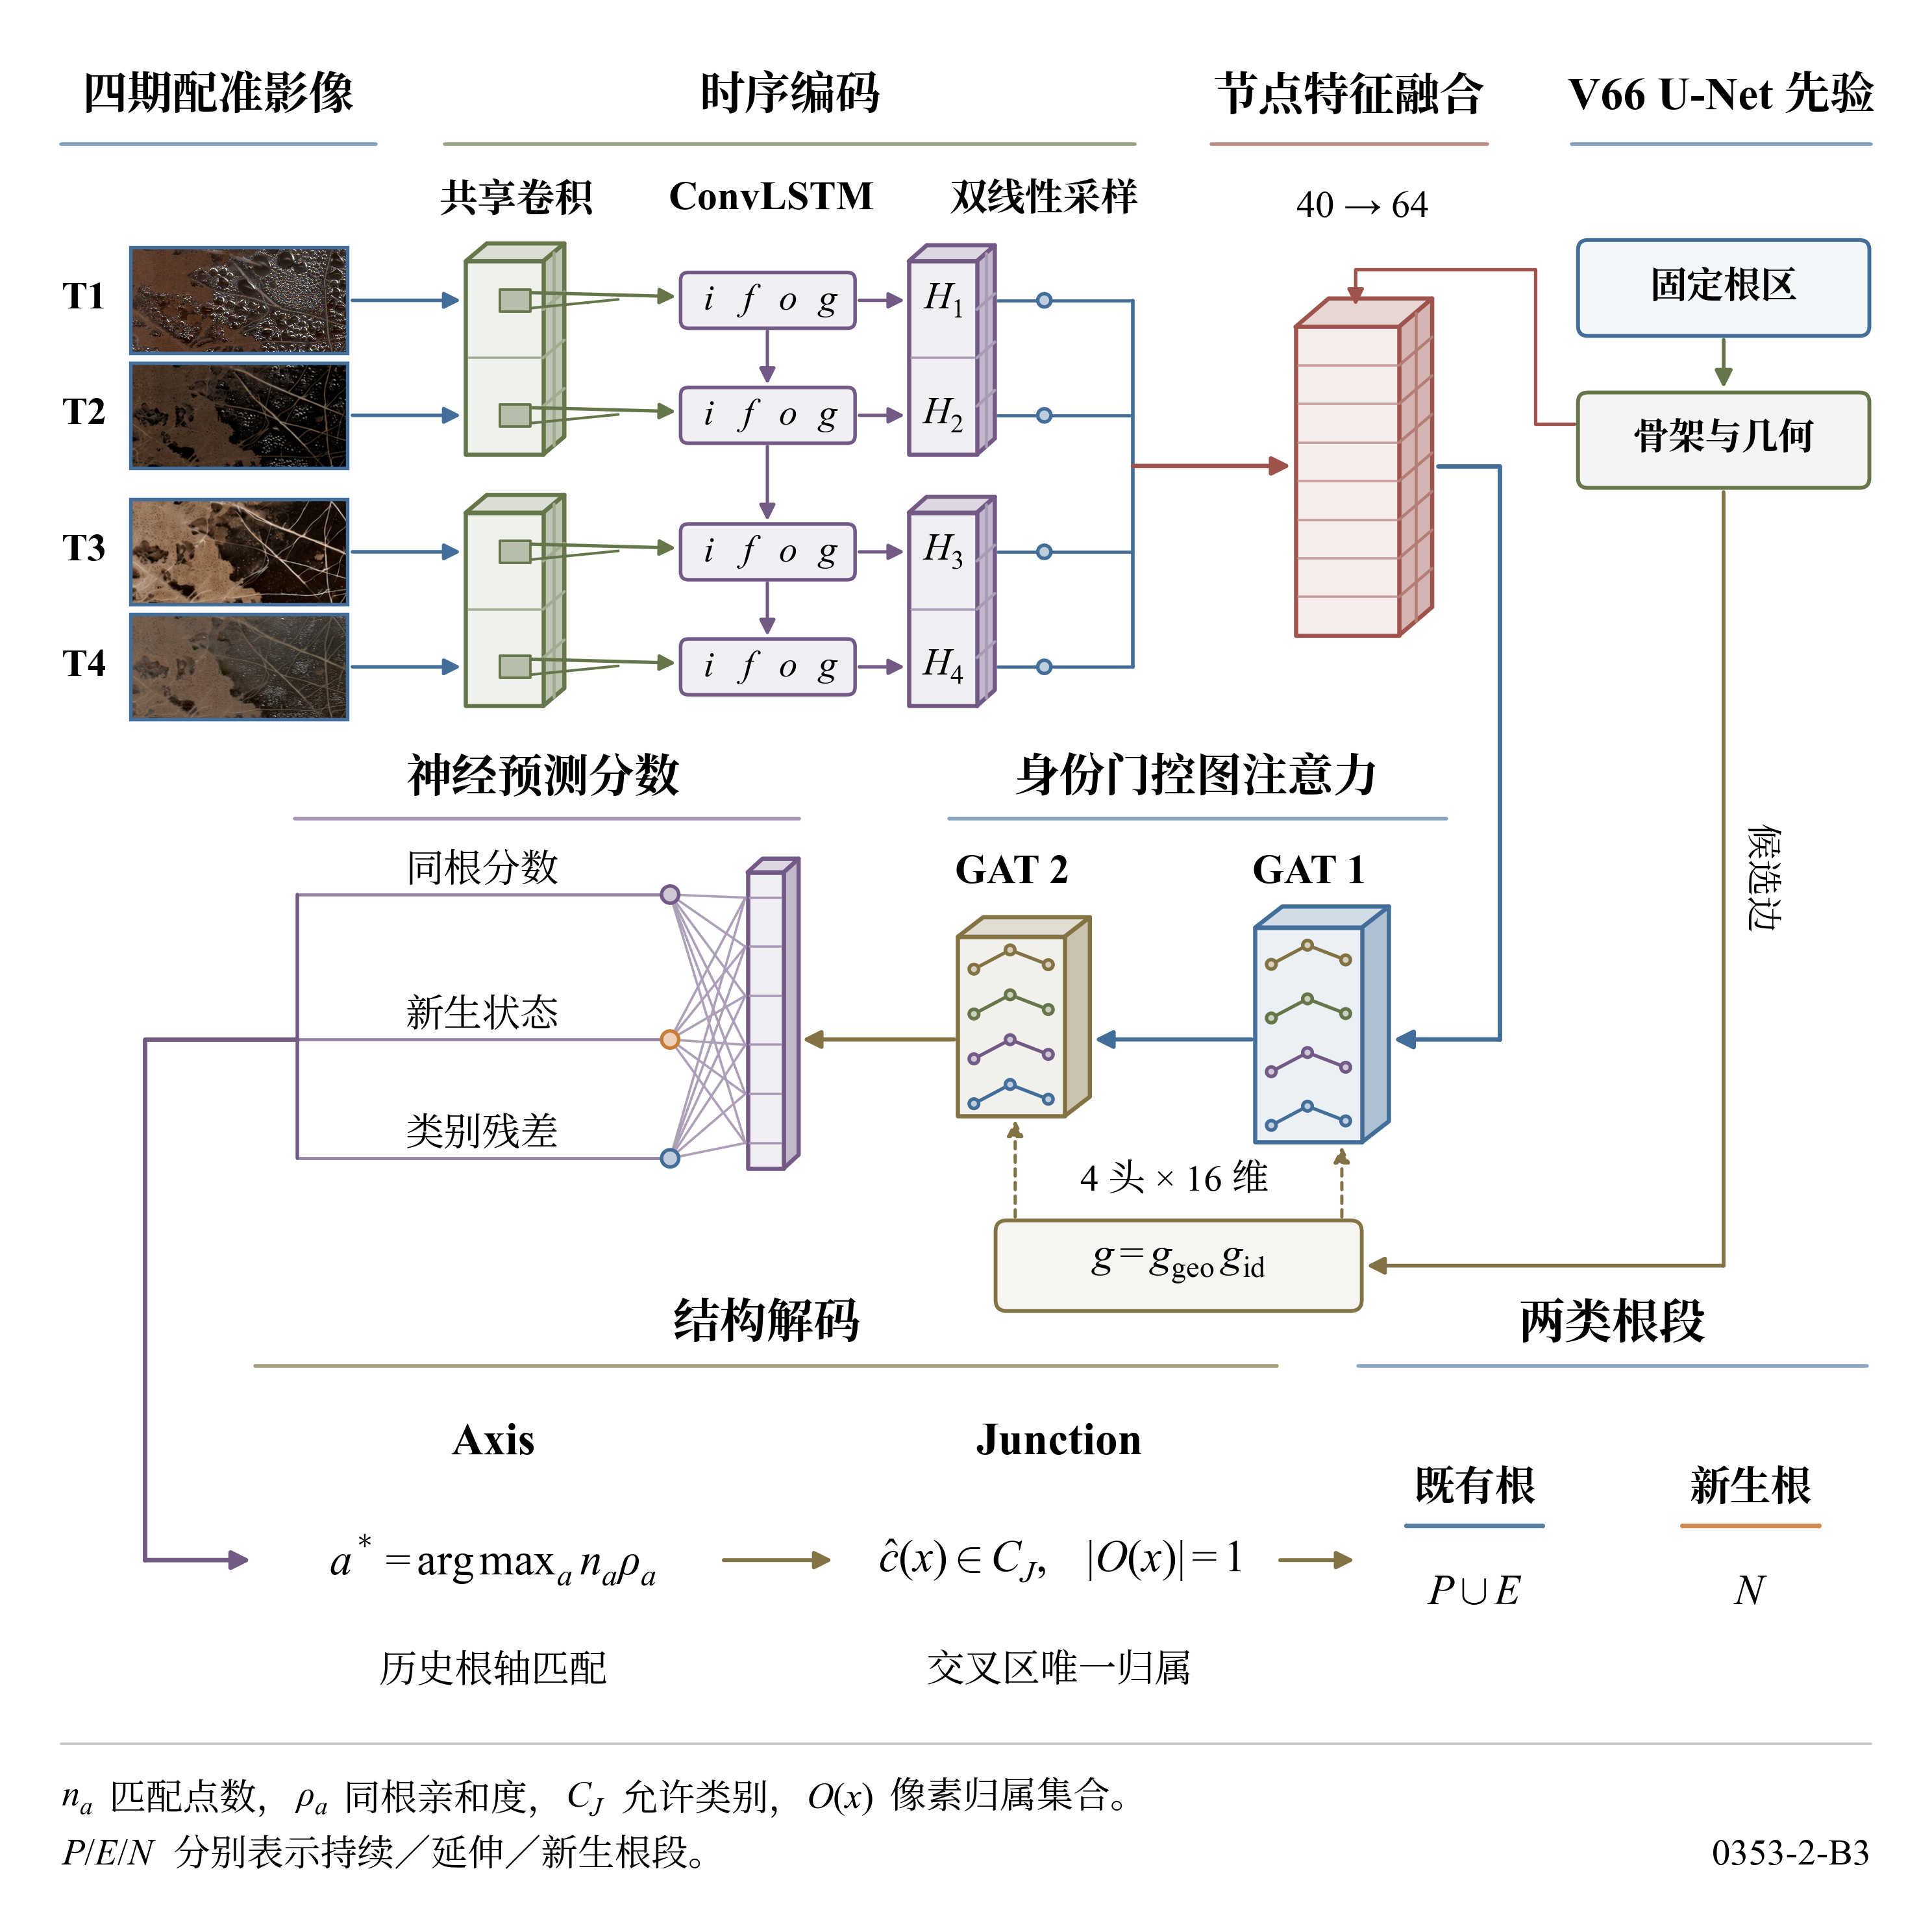 四期配准影像
时序编码
节点特征融合
V66 U-Net 先验
共享卷积
ConvLSTM
双线性采样
40 → 64
T1
i f o g
H1
固定根区
T2
i f o g
H2
骨架与几何
T3
i f o g
H3
T4
i f o g
H4
候选边
神经预测分数
身份门控图注意力
同根分数
新生状态
类别残差
GAT 2
GAT 1
4 头 × 16 维
g = g_geo g_id
结构解码
两类根段
Axis
Junction
既有根
新生根
a* = arg max_a n_a ρ_a
ĉ(x) ∈ C_J, |O(x)| = 1
P ∪ E
N
历史根轴匹配
交叉区唯一归属
n_a 匹配点数，ρ_a 同根亲和度，C_J 允许类别，O(x) 像素归属集合。
P/E/N 分别表示持续／延伸／新生根段。
0353-2-B3